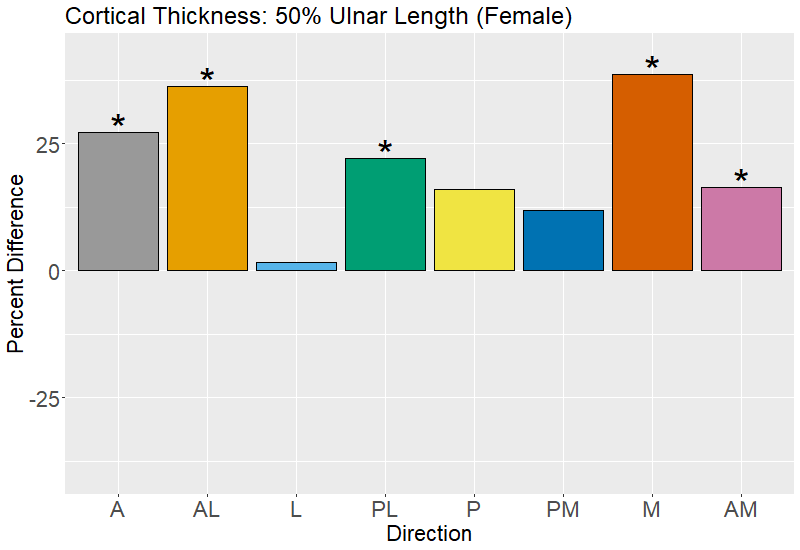 Cortical Thickness: 50% Ulnar Length (Female)
Percent Difference
25
0
-25
* * * * *
A AL L PL P PM M AM
Direction